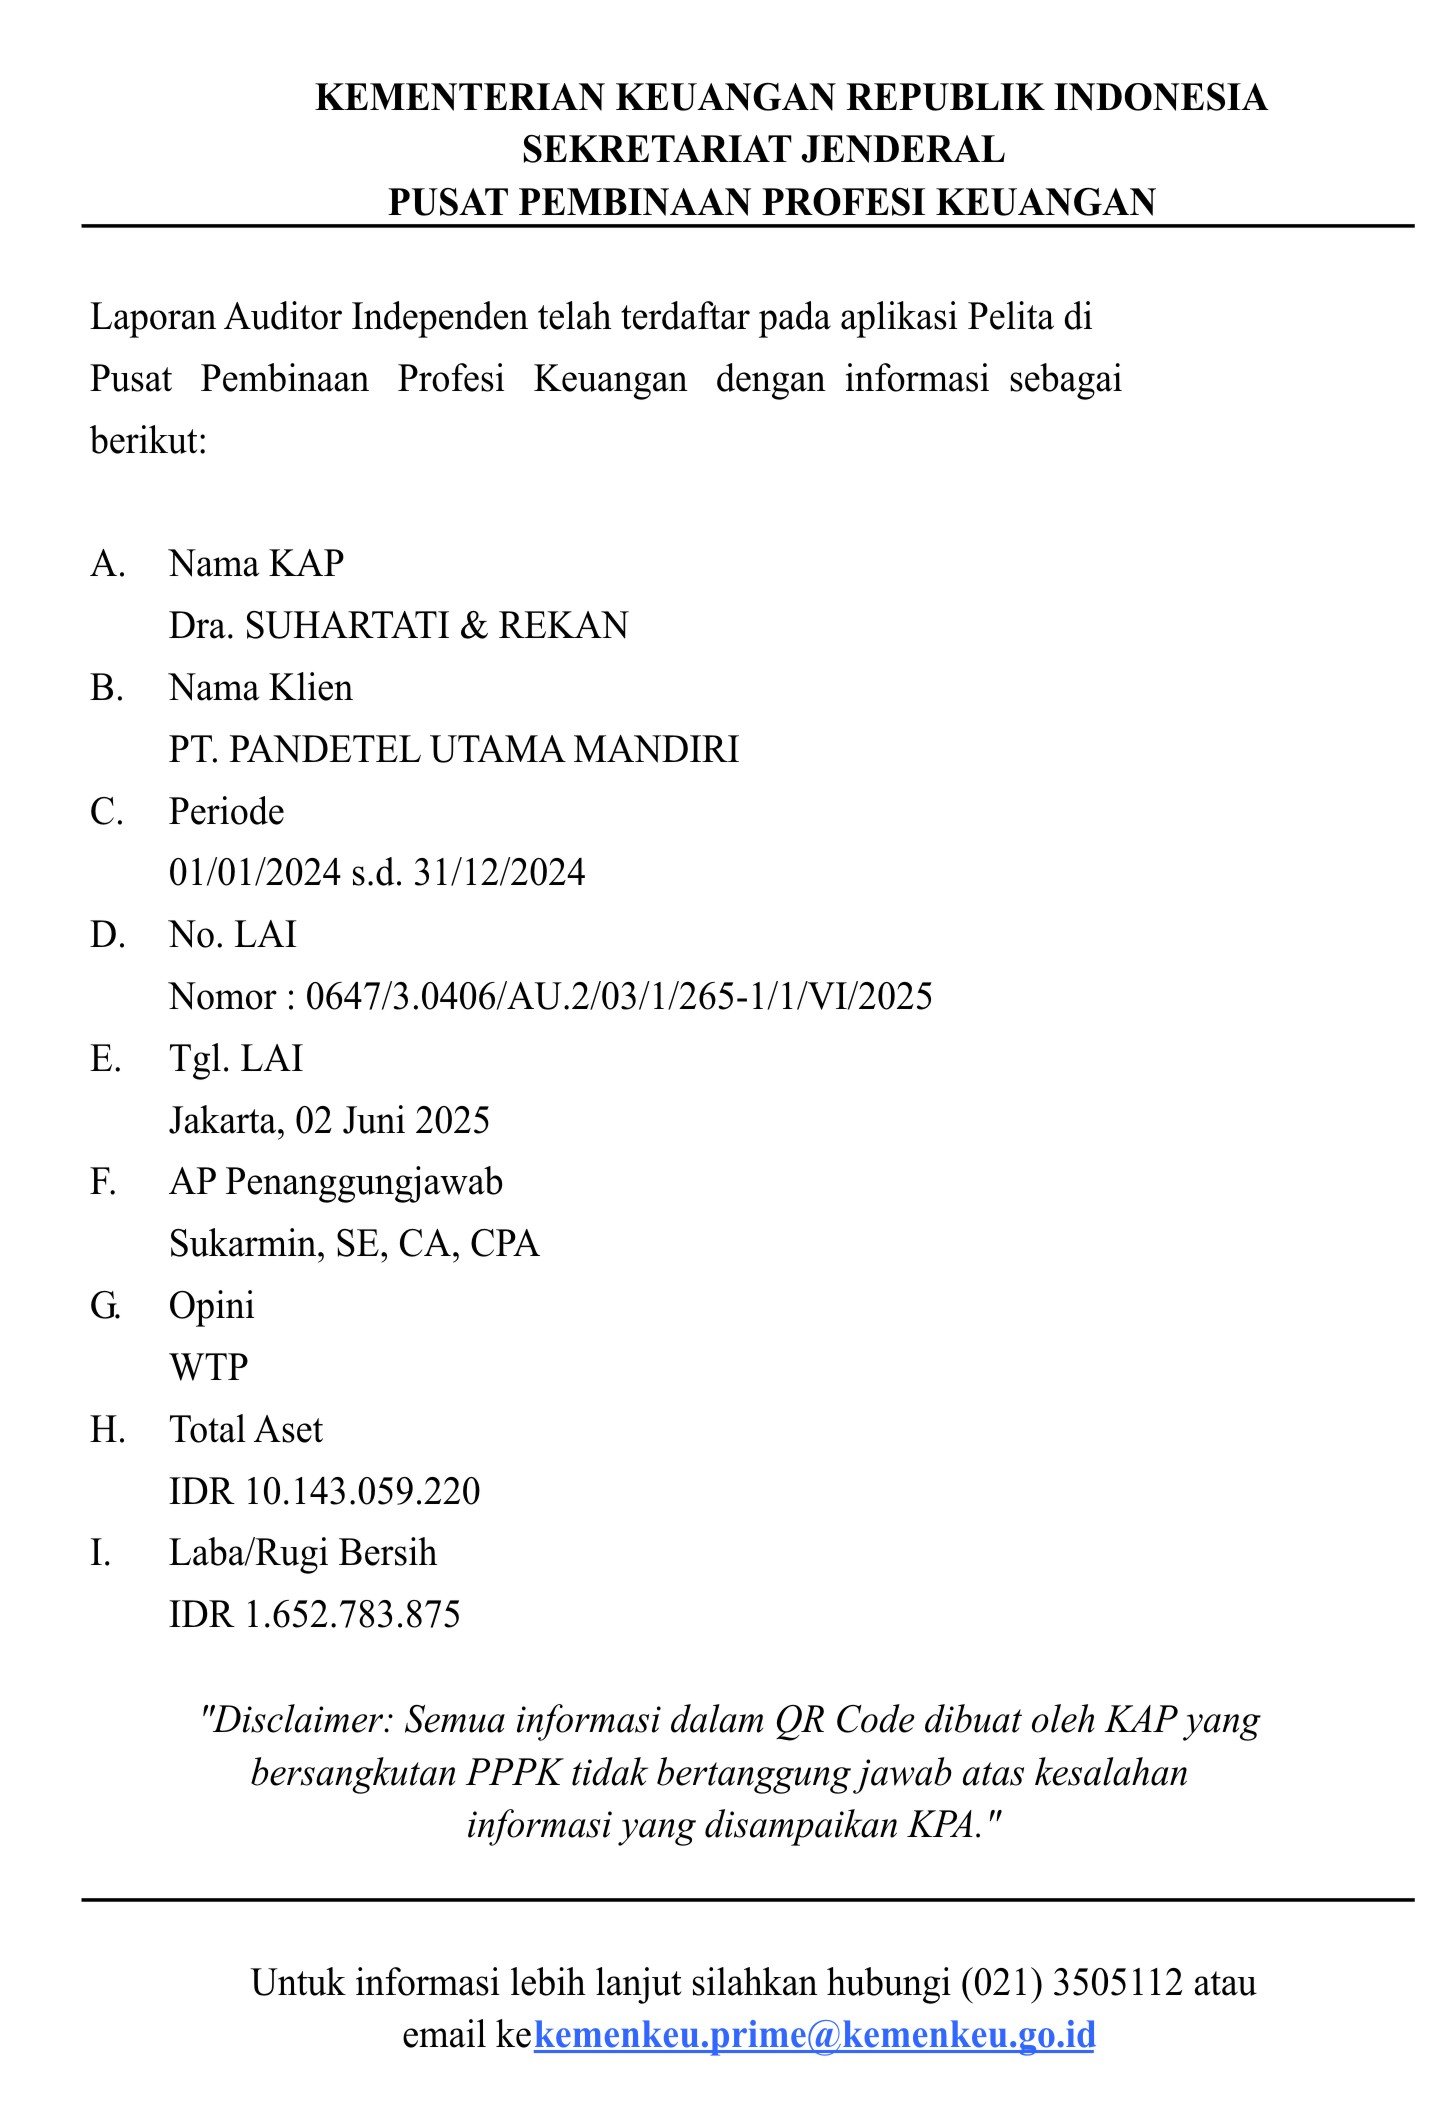 KEMENTERIAN KEUANGAN REPUBLIK INDONESIA
SEKRETARIAT JENDERAL
PUSAT PEMBINAAN PROFESI KEUANGAN
Laporan Auditor Independen telah terdaftar pada aplikasi Pelita di
Pusat Pembinaan Profesi Keuangan dengan informasi sebagai
berikut:
A. Nama KAP
Dra. SUHARTATI & REKAN
B. Nama Klien
PT. PANDETEL UTAMA MANDIRI
C. Periode
01/01/2024 s.d. 31/12/2024
D. No. LAI
Nomor : 0647/3.0406/AU.2/03/1/265-1/1/VI/2025
E. Tgl. LAI
Jakarta, 02 Juni 2025
F. AP Penanggungjawab
Sukarmin, SE, CA, CPA
G. Opini
WTP
H. Total Aset
IDR 10.143.059.220
I. Laba/Rugi Bersih
IDR 1.652.783.875
"Disclaimer: Semua informasi dalam QR Code dibuat oleh KAP yang
bersangkutan PPPK tidak bertanggung jawab atas kesalahan
informasi yang disampaikan KPA."
Untuk informasi lebih lanjut silahkan hubungi (021) 3505112 atau
email kekemenkeu.prime@kemenkeu.go.id